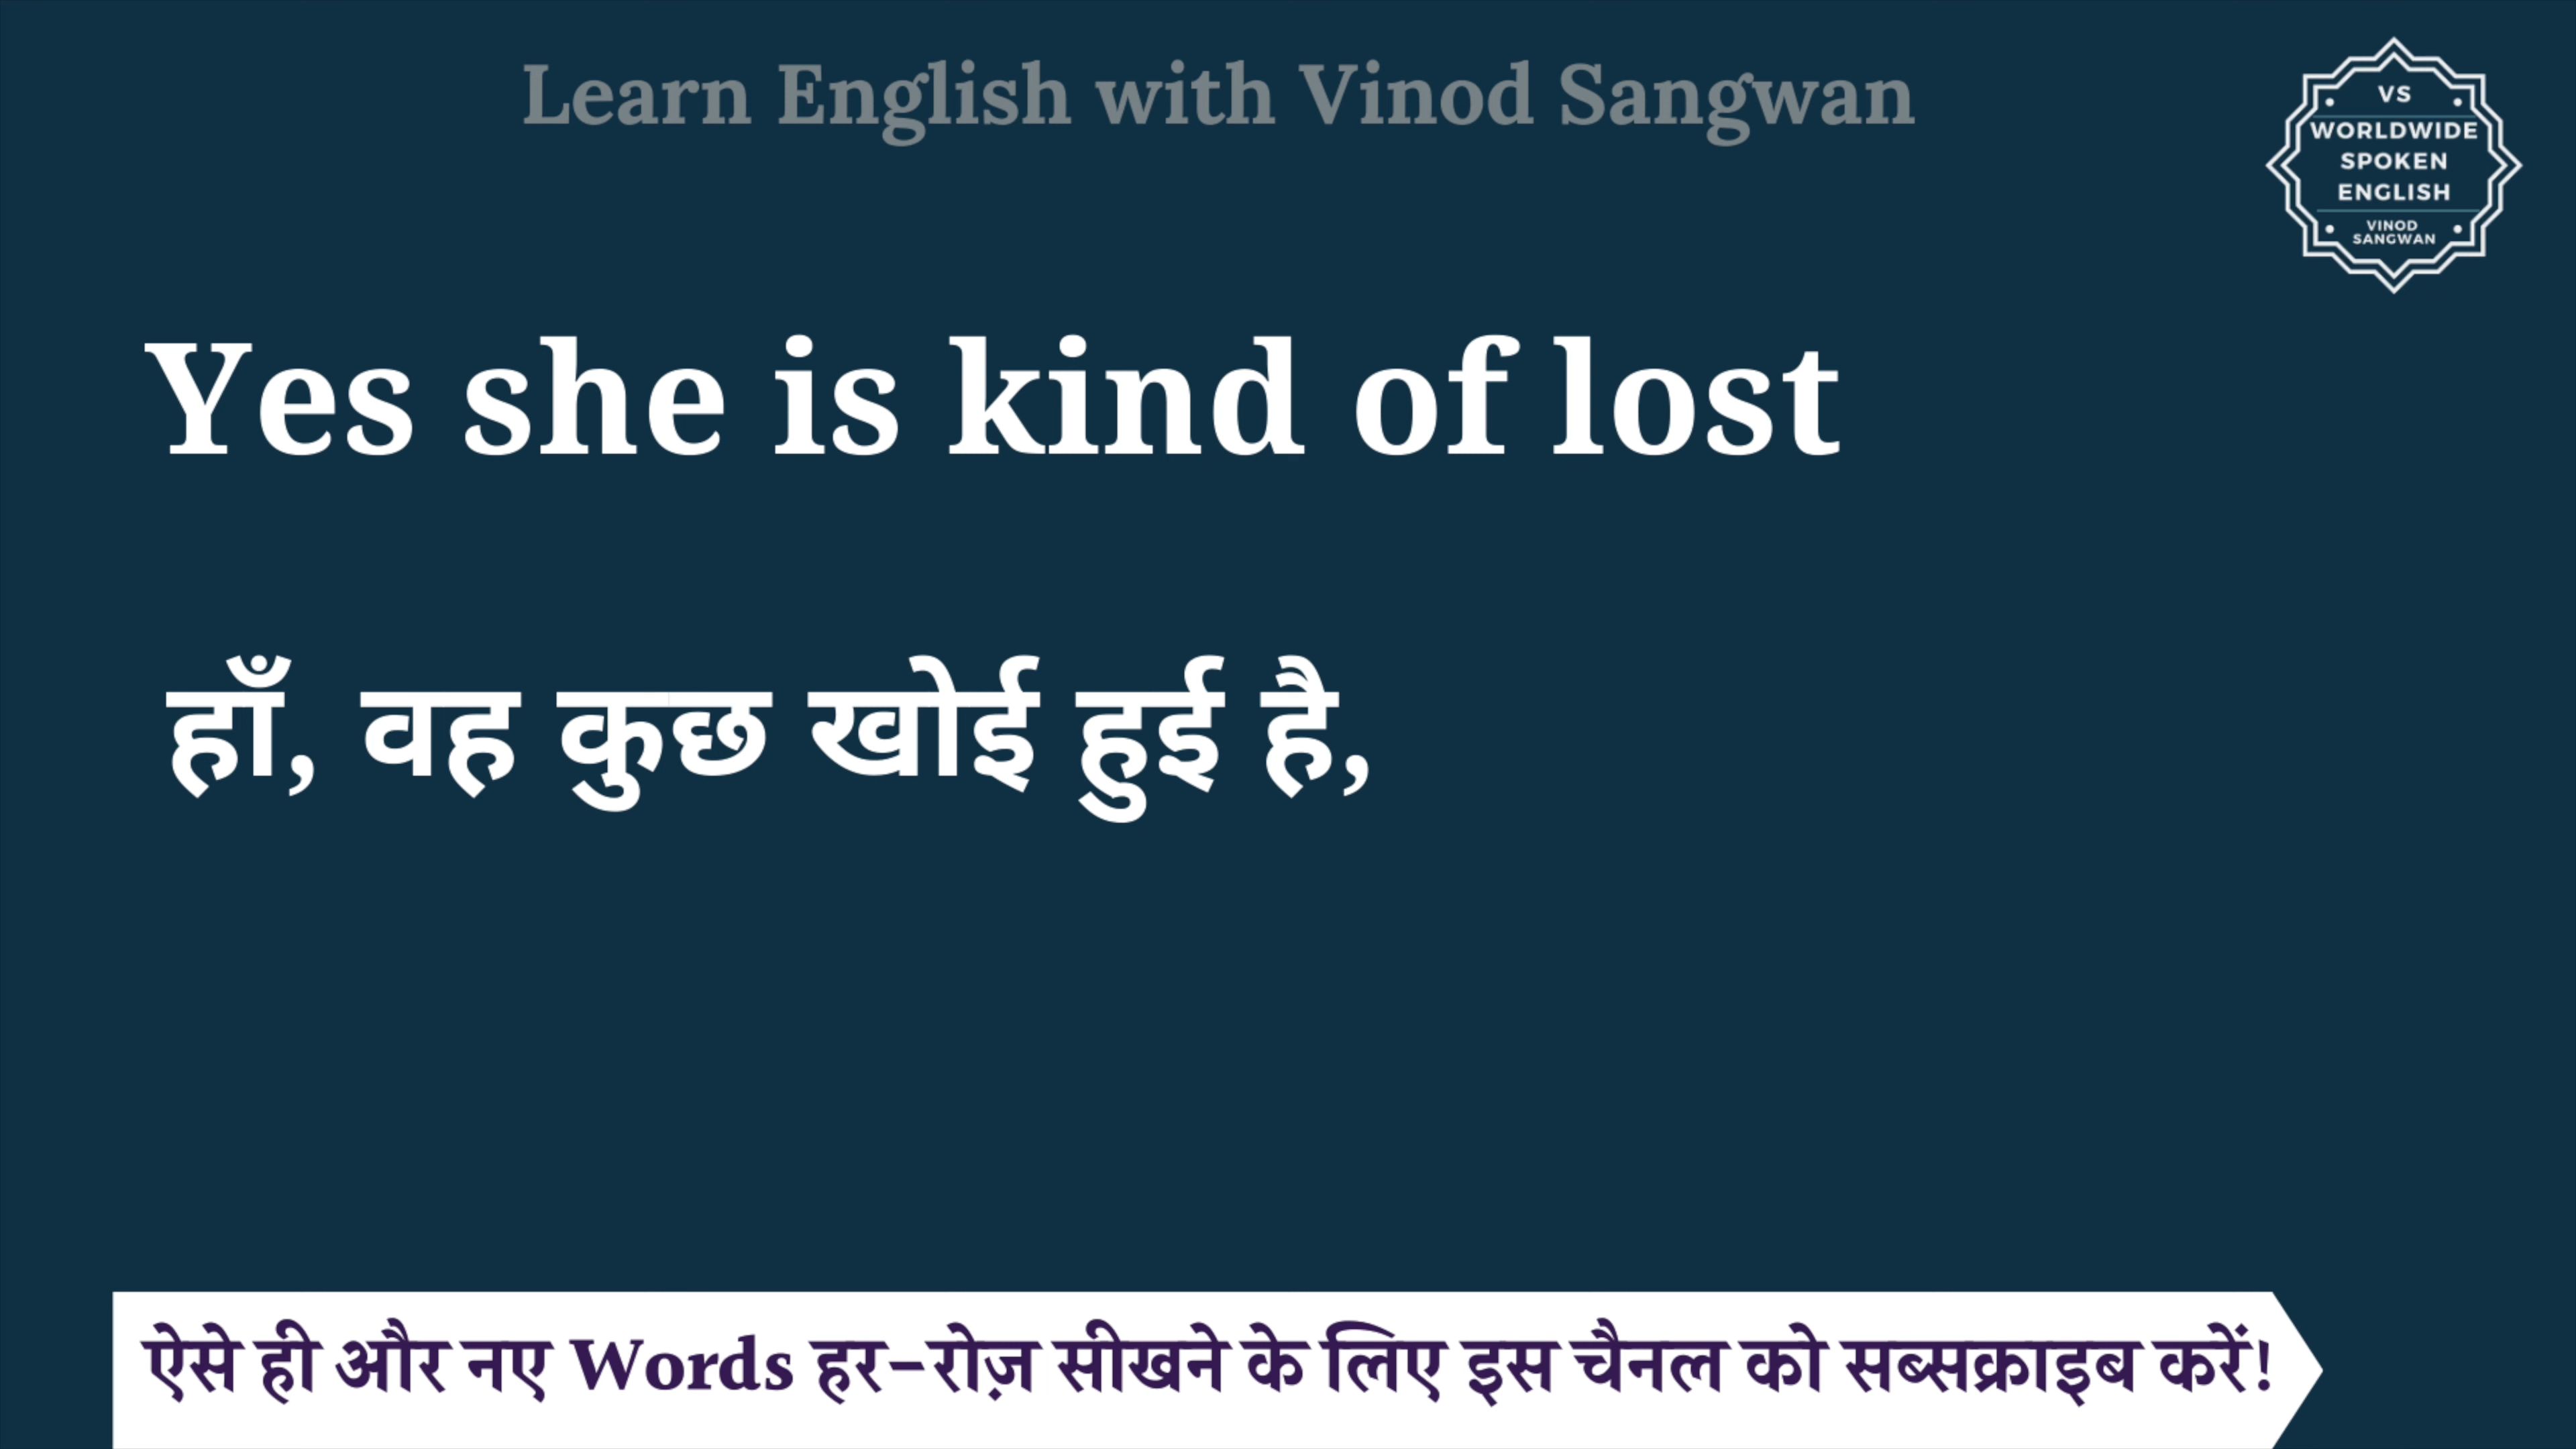 Learn English with Vinod Sangwan
VS
WORLDWIDE
SPOKEN
ENGLISH
VINOD
SANGWAN
Yes she is kind of lost
हाँ, वह कुछ खोई हुई है,
ऐसे ही और नए Words हर-रोज़ सीखने के लिए इस चैनल को सब्सक्राइब करें!